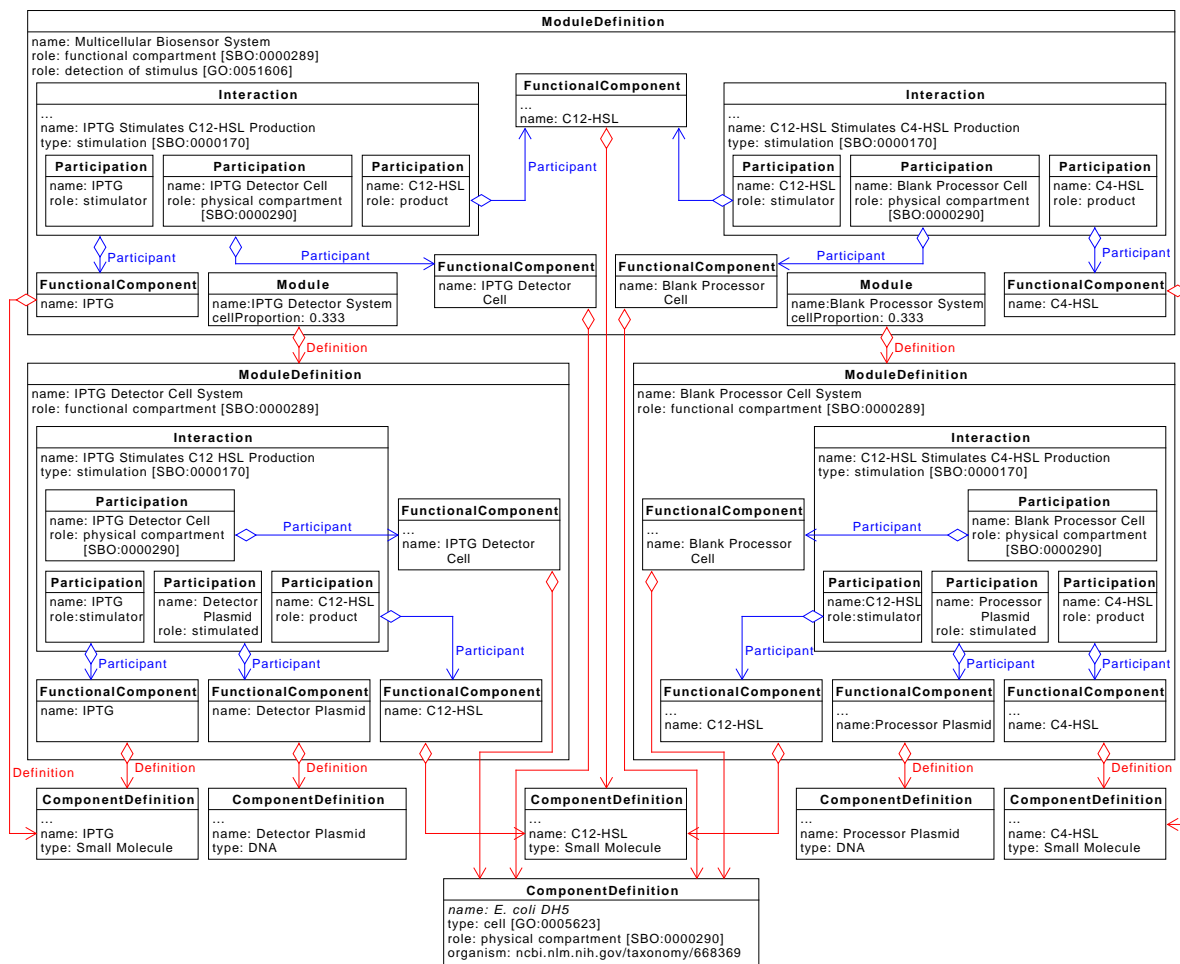 ModuleDefinition
name: Multicellular Biosensor System
role: functional compartment [SBO:0000289]
role: detection of stimulus [GO:0051606]
Interaction
...
name: IPTG Stimulates C12-HSL Production
type: stimulation [SBO:0000170]
Participation
name: IPTG
role: stimulator
Participation
name: IPTG Detector Cell
role: physical compartment
[SBO:0000290]
Participation
name: C12-HSL
role: product
FunctionalComponent
...
name: C12-HSL
Participant
Interaction
...
name: C12-HSL Stimulates C4-HSL Production
type: stimulation [SBO:0000170]
Participation
name: C12-HSL
role: stimulator
Participation
name: Blank Processor Cell
role: physical compartment
[SBO:0000290]
Participation
name: C4-HSL
role: product
Participant
Participant
Participant
Participant
FunctionalComponent
name: IPTG
Module
name:IPTG Detector System
cellProportion: 0.333
FunctionalComponent
name: IPTG Detector
Cell
FunctionalComponent
name: Blank Processor
Cell
Module
name:Blank Processor System
cellProportion: 0.333
FunctionalComponent
name: C4-HSL
Definition
Definition
ModuleDefinition
name: IPTG Detector Cell System
role: functional compartment [SBO:0000289]
Interaction
name: IPTG Stimulates C12 HSL Production
type: stimulation [SBO:0000170]
Participation
name: IPTG Detector Cell
role: physical compartment
[SBO:0000290]
Participant
FunctionalComponent
...
name: IPTG Detector
Cell
Participation
name: IPTG
role:stimulator
Participation
name: Detector
Plasmid
role: stimulated
Participation
name: C12-HSL
role: product
Participant
Participant
Participant
FunctionalComponent
name: IPTG
FunctionalComponent
name: Detector Plasmid
FunctionalComponent
name: C12-HSL
ModuleDefinition
name: Blank Processor Cell System
role: functional compartment [SBO:0000289]
Interaction
name: C12-HSL Stimulates C4-HSL Production
type: stimulation [SBO:0000170]
Participation
name: Blank Processor Cell
role: physical compartment
[SBO:0000290]
Participant
FunctionalComponent
...
name: Blank Processor
Cell
Participation
name:C12-HSL
role:stimulator
Participation
name: Processor
Plasmid
role: stimulated
Participation
name: C4-HSL
role: product
Participant
Participant
Participant
FunctionalComponent
...
name: C12-HSL
FunctionalComponent
...
name:Processor Plasmid
FunctionalComponent
...
name: C4-HSL
Definition
Definition
Definition
Definition
Definition
ComponentDefinition
...
name: IPTG
type: Small Molecule
ComponentDefinition
...
name: Detector Plasmid
type: DNA
ComponentDefinition
...
name: C12-HSL
type: Small Molecule
ComponentDefinition
...
name: Processor Plasmid
type: DNA
ComponentDefinition
...
name: C4-HSL
type: Small Molecule
ComponentDefinition
name: E. coli DH5
type: cell [GO:0005623]
role: physical compartment [SBO:0000290]
organism: ncbi.nlm.nih.gov/taxonomy/668369